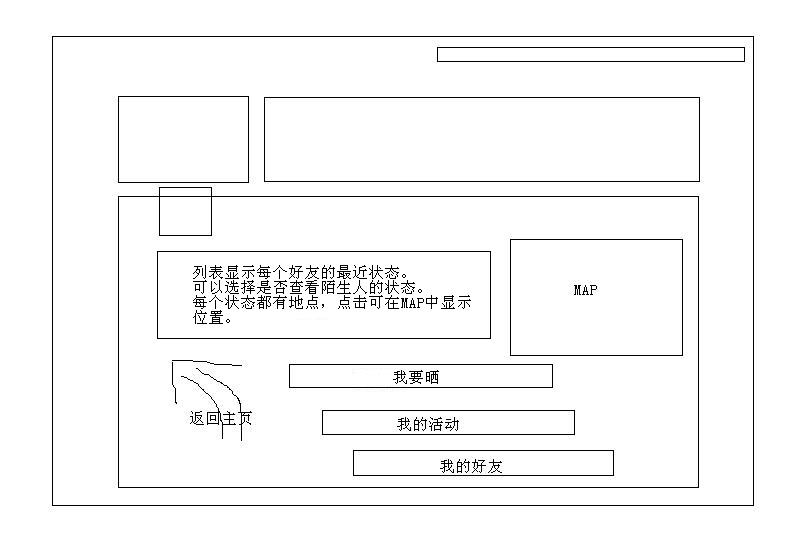 列表显示每个好友的最近状态。
可以选择是否查看陌生人的状态。
每个状态都有地点，点击可在MAP中显示
位置。
MAP
我要晒
返回主页
我的活动
我的好友